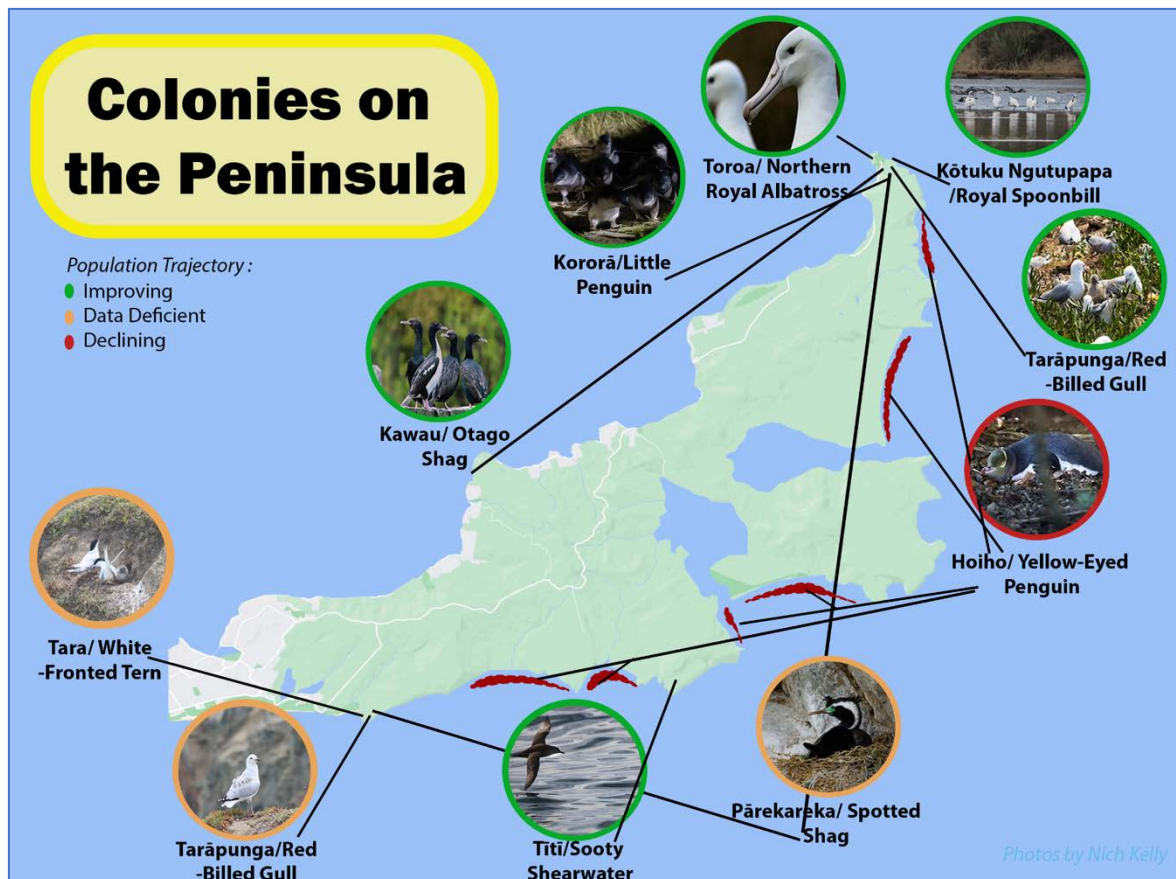 Colonies on
the Peninsula
Population Trajectory :
Improving
Data Deficient
Declining
Toroa/ Northern
Royal Albatross
Kōtuku Ngutupapa
/Royal Spoonbill
Kororā/Little
Penguin
Tarāpunga/Red
-Billed Gull
Kawau/ Otago
Shag
Hoiho/ Yellow-Eyed
Penguin
Tara/ White
-Fronted Tern
Pārekareka/ Spotted
Shag
Tarāpunga/Red
-Billed Gull
Tītī/Sooty
Shearwater
Photos by Nich Kelly